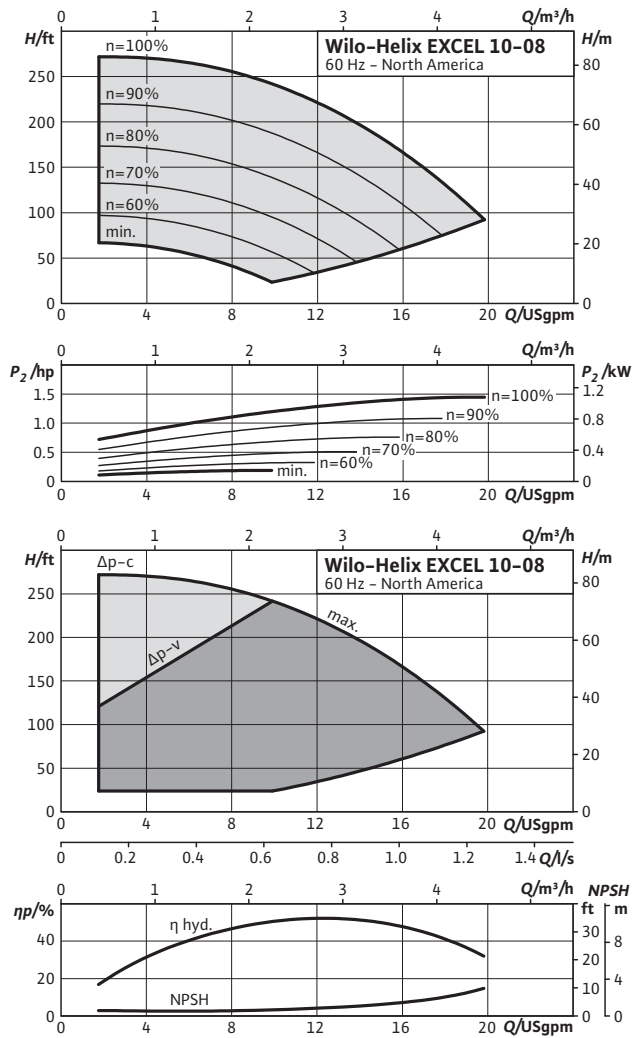 0 1 2 3 4 Q/m³/h
H/ft H/m
n=100%
Wilo-Helix EXCEL 10-08
60 Hz – North America
250 80
n=90%
200
60
n=80%
150
n=70%
40
100
n=60%
min.
50 20
0 0
0 4 8 12 16 20 Q/USgpm
0 1 2 3 4 Q/m³/h
P₂/hp P₂/kW
1.5 1.2
n=100%
n=90%
1.0 0.8
n=80%
0.5 0.4
n=70%
n=60%
min.
0 0
0 4 8 12 16 20 Q/USgpm
0 1 2 3 4 Q/m³/h
H/ft H/m
Δp-c
Wilo-Helix EXCEL 10-08
60 Hz – North America
250 80
max.
200
60
Δp-v
150
40
100
20
50
0 0
0 4 8 12 16 20 Q/USgpm
0 0.2 0.4 0.6 0.8 1.0 1.2 1.4 Q/l/s
0 1 2 3 4 Q/m³/h NPSH
ηp/% ft m
η hyd.
40 30 8
20
20 4
10
NPSH
0 0 0
0 4 8 12 16 20 Q/USgpm